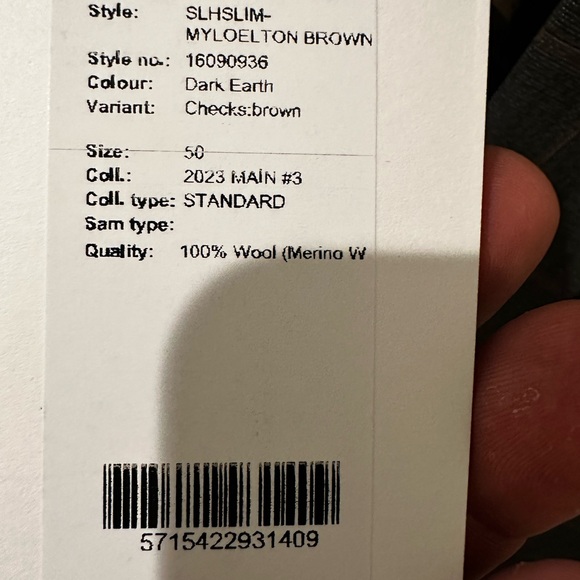 Style: SLHSLIM-
MYLOELTON BROWN
Style no.: 16090936
Colour: Dark Earth
Variant: Checks:brown
Size: 50
Coll.: 2023 MAIN #3
Coll. type: STANDARD
Sam type:
Quality: 100% Wool (Merino W
5715422931409